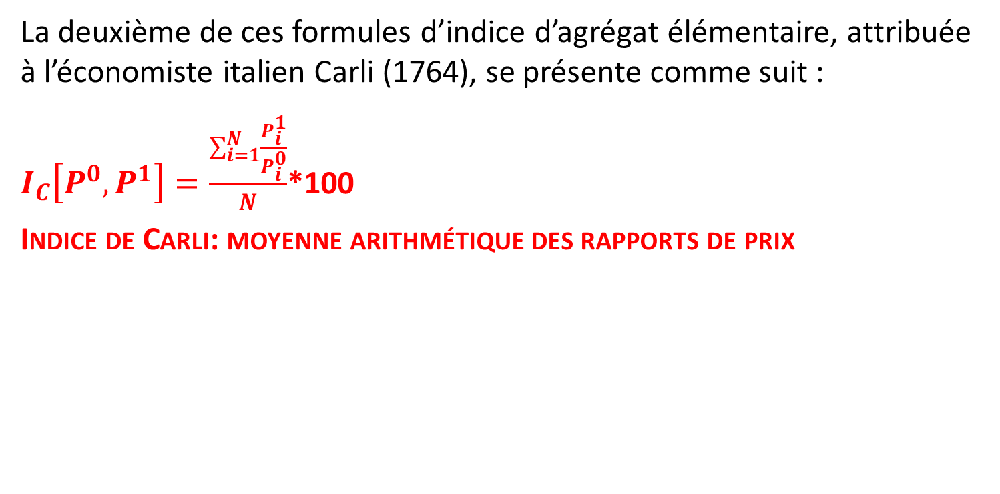 La deuxième de ces formules d’indice d’agrégat élémentaire, attribuée
à l’économiste italien Carli (1764), se présente comme suit :
$I_C[P^0, P^1] = \frac{\sum_{i=1}^{N} \frac{P_i^1}{P_i^0}}{N}$*100
INDICE DE CARLI: MOYENNE ARITHMÉTIQUE DES RAPPORTS DE PRIX